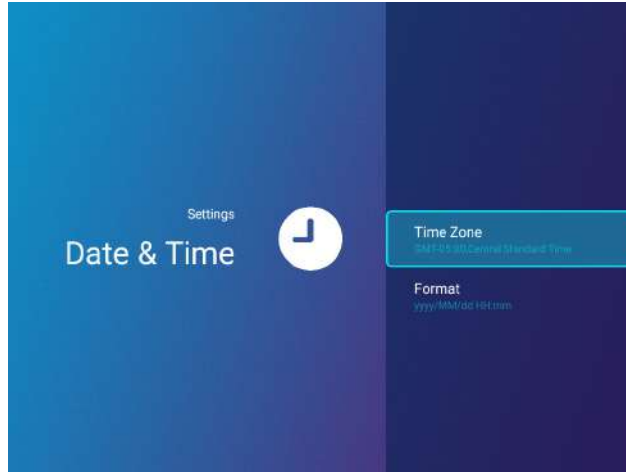 Settings
Date & Time
Time Zone
GMT-05:00,Central Standard Time
Format
yyyy/MM/dd HH:mm